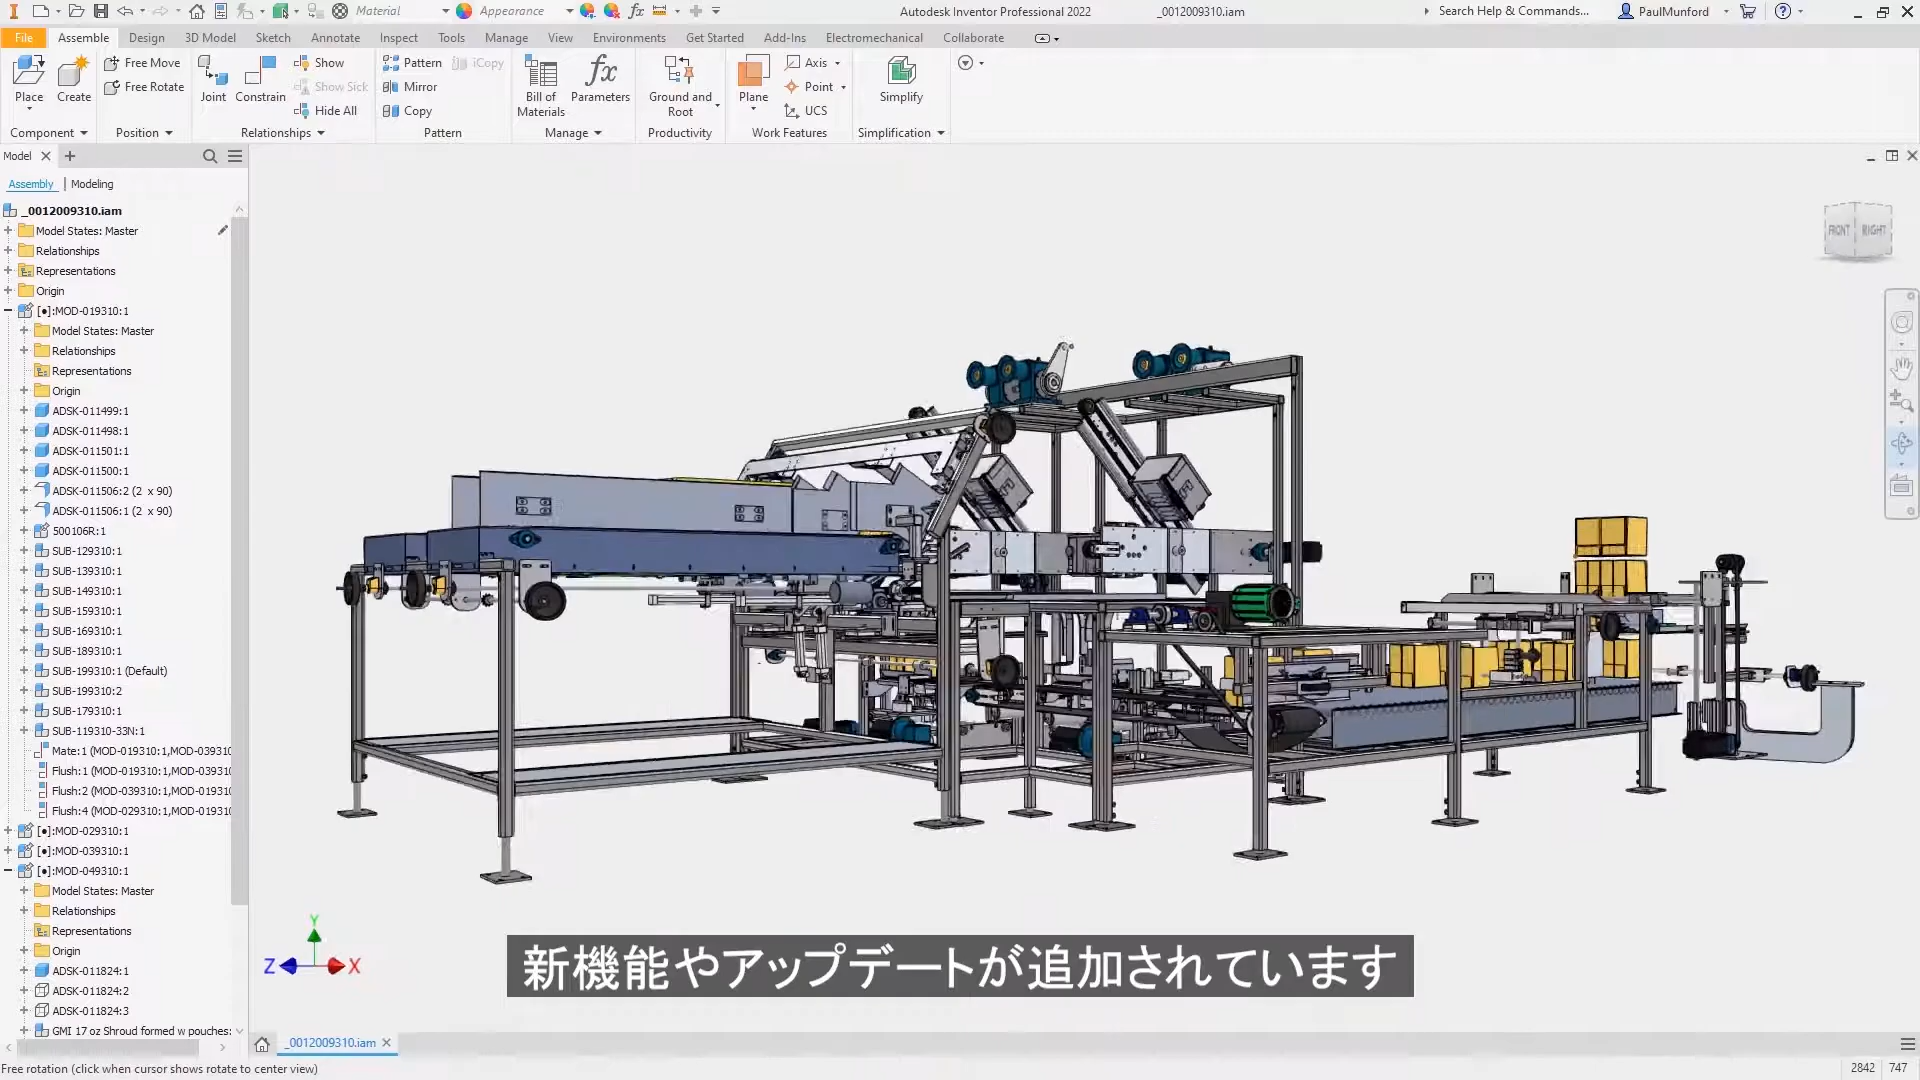 Material
Appearance
Autodesk Inventor Professional 2022
_0012009310.iam
Search Help & Commands...
PaulMunford
File
Assemble
Design
3D Model
Sketch
Annotate
Inspect
Tools
Manage
View
Environments
Get Started
Add-Ins
Electromechanical
Collaborate
Place
Create
Free Move
Free Rotate
Joint
Constrain
Show
Show Sick
Hide All
Pattern
iCopy
Mirror
Copy
Bill of
Materials
Parameters
Ground and
Root
Plane
Axis
Point
UCS
Simplify
Component
Position
Relationships
Pattern
Manage
Productivity
Work Features
Simplification
Model
Assembly
Modeling
_0012009310.iam
Model States: Master
Relationships
Representations
Origin
[●]:MOD-019310:1
Model States: Master
Relationships
Representations
Origin
ADSK-011499:1
ADSK-011498:1
ADSK-011501:1
ADSK-011500:1
ADSK-011506:2 (2 x 90)
ADSK-011506:1 (2 x 90)
500106R:1
SUB-129310:1
SUB-139310:1
SUB-149310:1
SUB-159310:1
SUB-169310:1
SUB-189310:1
SUB-199310:1 (Default)
SUB-199310:2
SUB-179310:1
SUB-119310-33N:1
Mate:1 (MOD-019310:1,MOD-039310
Flush:1 (MOD-019310:1,MOD-039310
Flush:2 (MOD-039310:1,MOD-019310
Flush:4 (MOD-029310:1,MOD-019310
[●]:MOD-029310:1
[●]:MOD-039310:1
[●]:MOD-049310:1
Model States: Master
Relationships
Representations
Origin
ADSK-011824:1
ADSK-011824:2
ADSK-011824:3
GMI 17 oz Shroud formed w pouches:
FRONT
RIGHT
Y
Z
X
新機能やアップデートが追加されています
_0012009310.iam
Free rotation (click when cursor shows rotate to center view)
2842
747